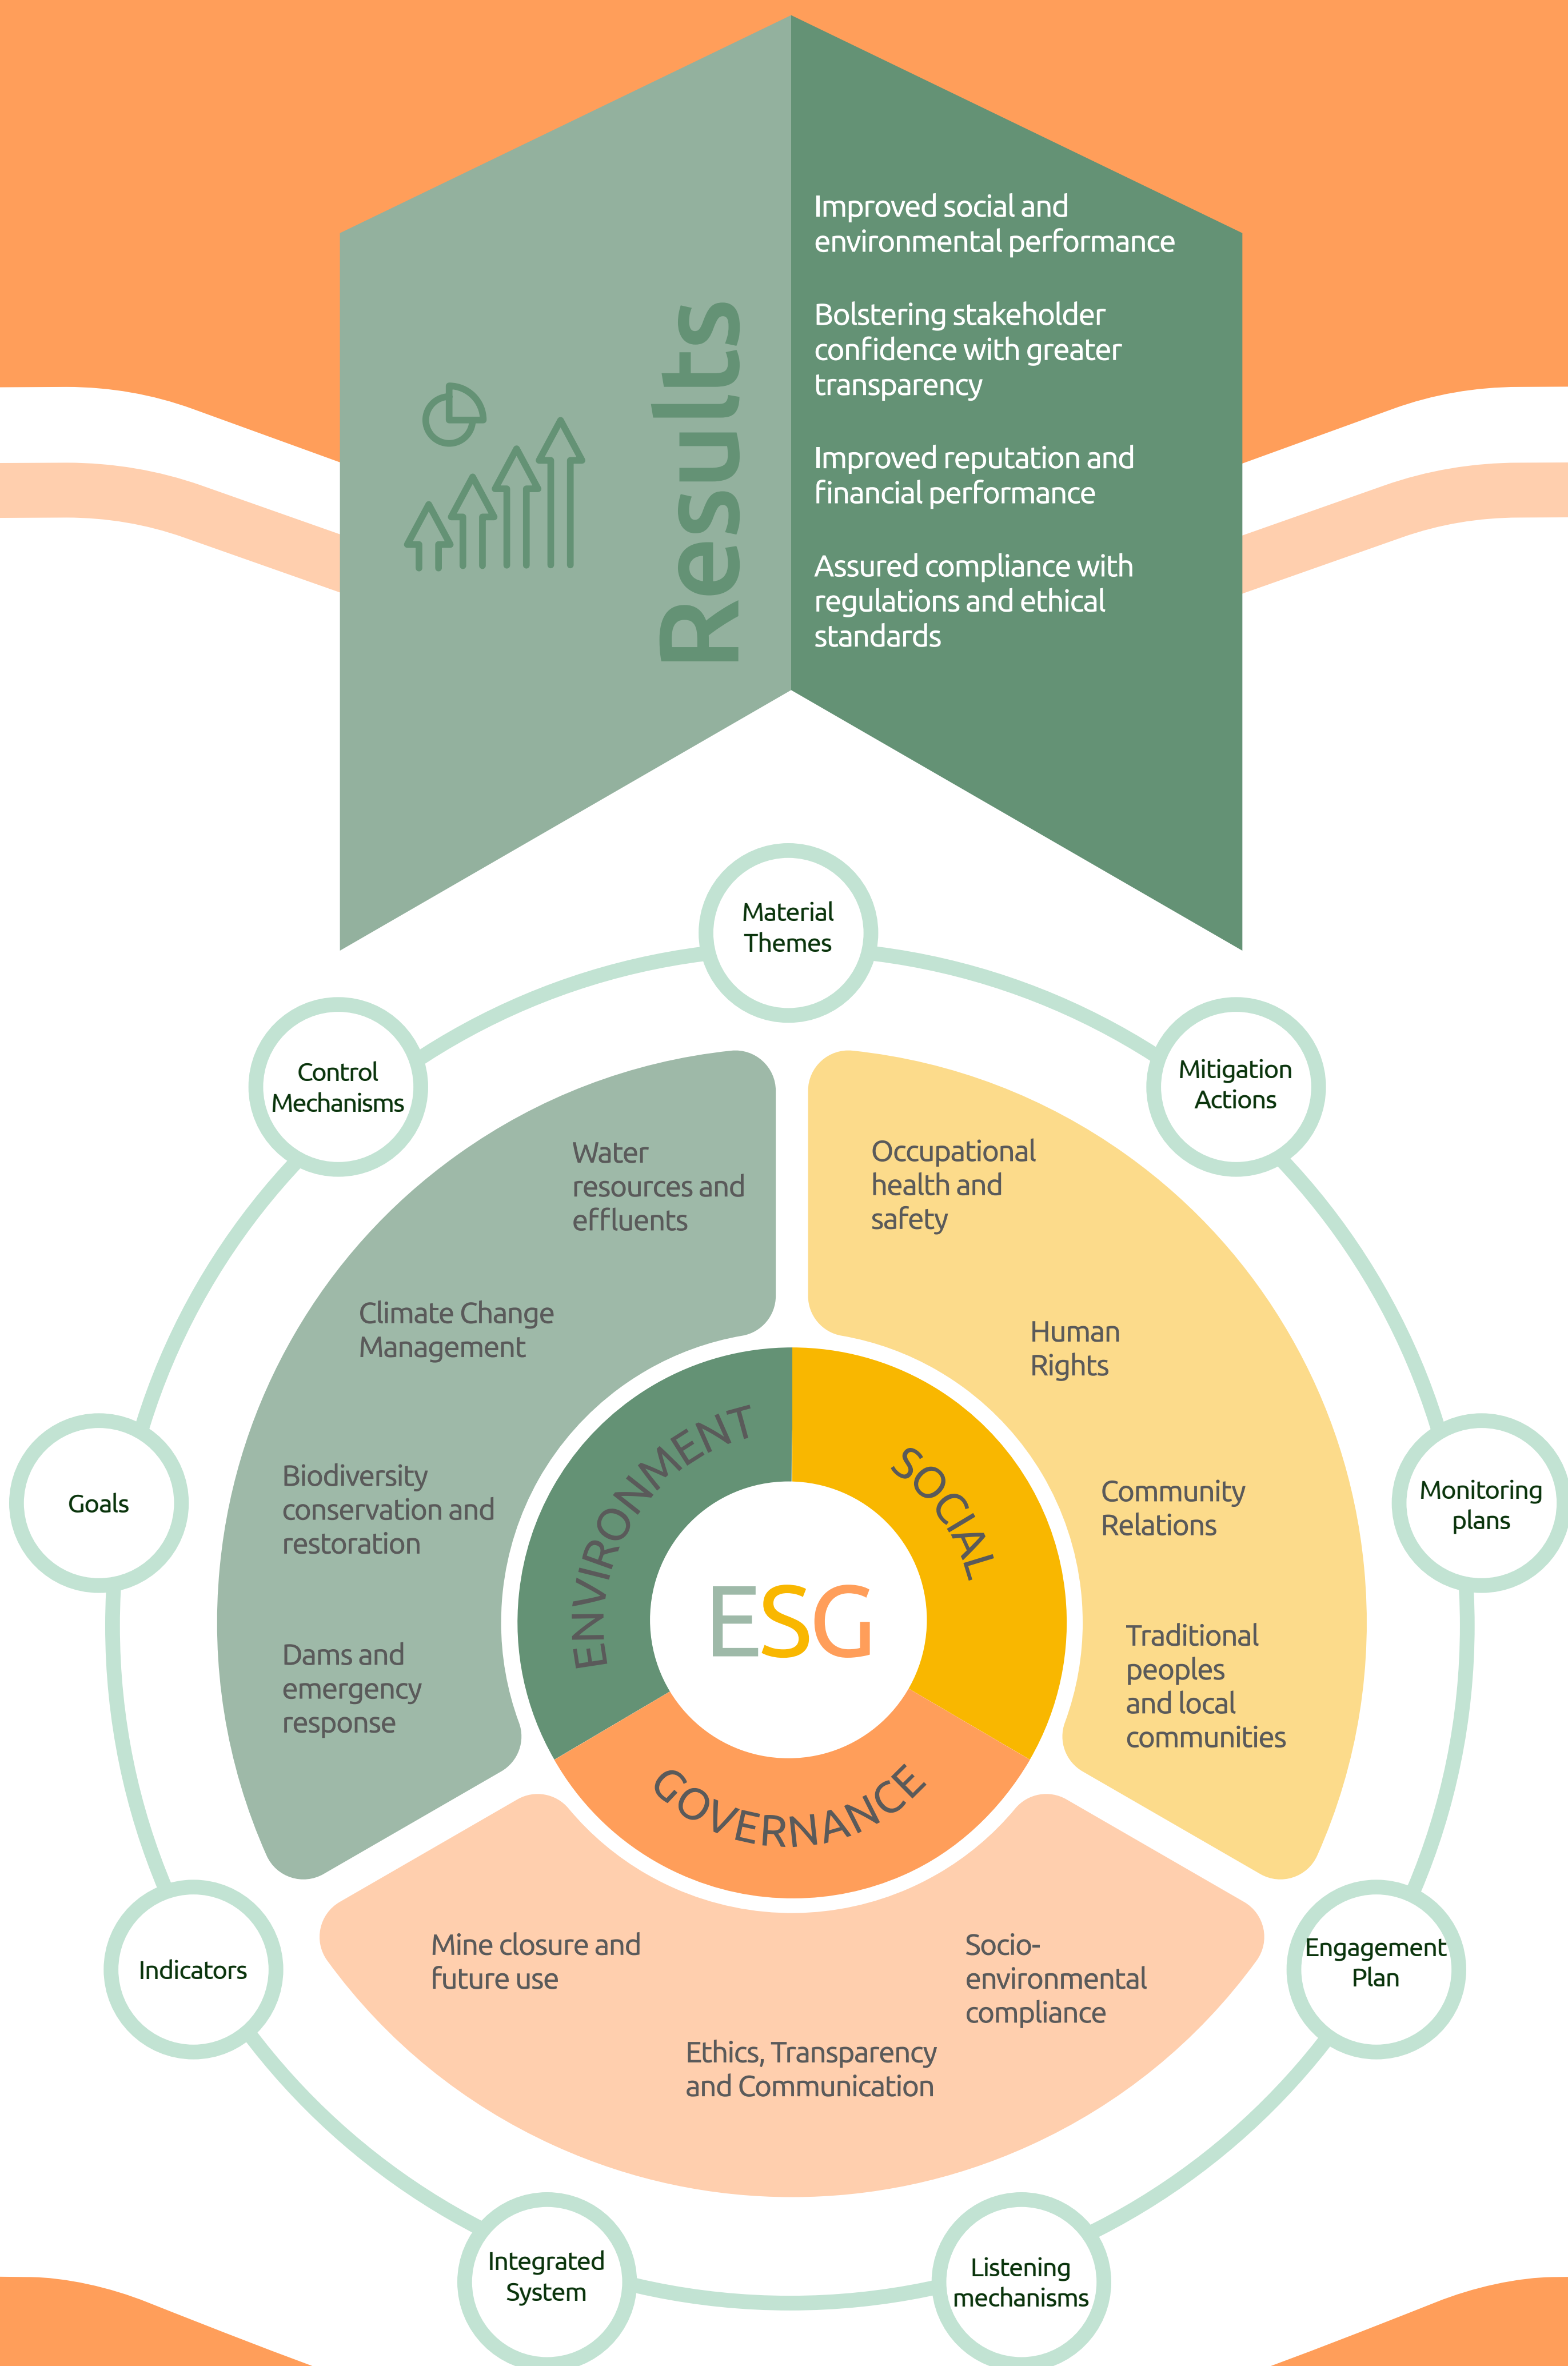 Results
Improved social and
environmental performance
Bolstering stakeholder
confidence with greater
transparency
Improved reputation and
financial performance
Assured compliance with
regulations and ethical
standards
Material
Themes
Control
Mechanisms
Mitigation
Actions
Goals
Monitoring
plans
Indicators
Engagement
Plan
Integrated
System
Listening
mechanisms
Water
resources and
effluents
Climate Change
Management
Biodiversity
conservation and
restoration
Dams and
emergency
response
Occupational
health and
safety
Human
Rights
Community
Relations
Traditional
peoples
and local
communities
ENVIRONMENT
SOCIAL
GOVERNANCE
ESG
Mine closure and
future use
Ethics, Transparency
and Communication
Socio-
environmental
compliance